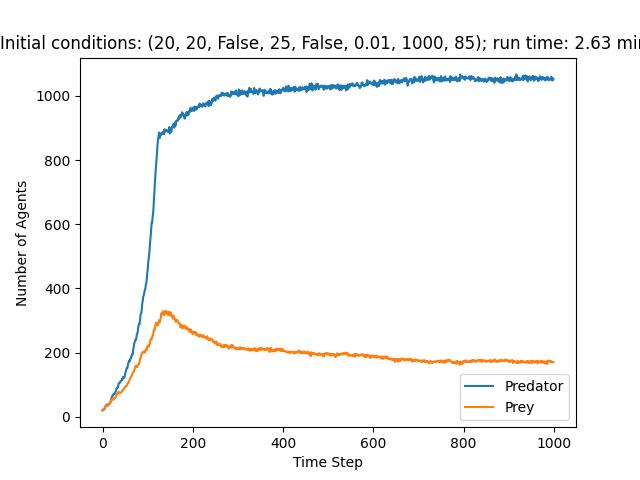 Initial conditions: (20, 20, False, 25, False, 0.01, 1000, 85); run time: 2.63
Number of Agents
1000
800
600
400
200
0
Predator
Prey
0 200 400 600 800 1000
Time Step